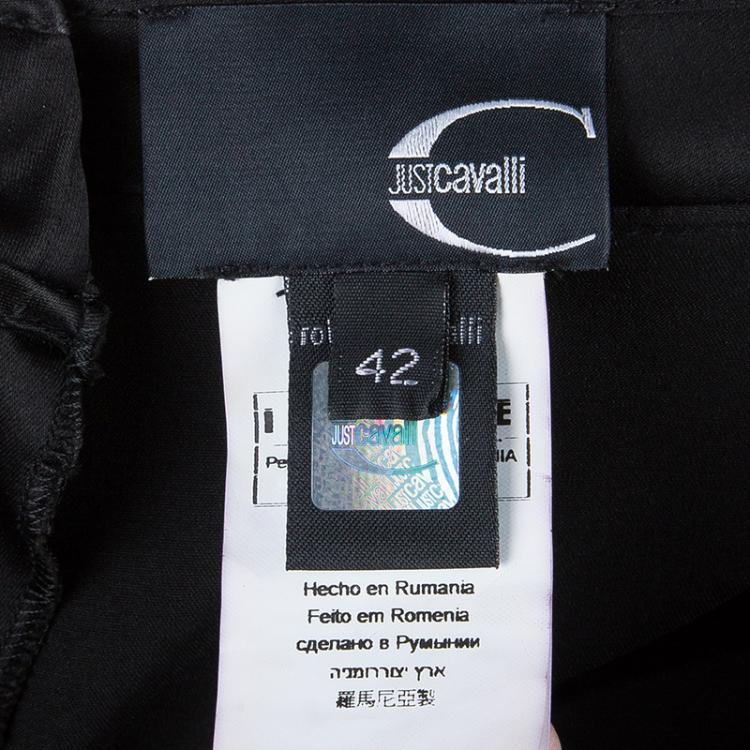 JUSTcavalli
42
JUSTcavalli
Hecho en Rumania
Feito em Romenia
сделано в Румынии
ארץ יצור:רומניה
羅馬尼亞製